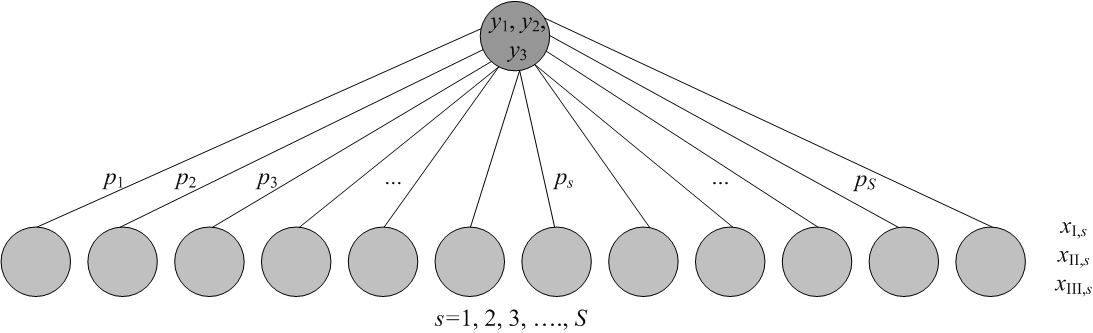 y1, y2,
y3
p1 p2 p3 ... ps ... pS
xI,s
xII,s
xIII,s
s=1, 2, 3, …., S